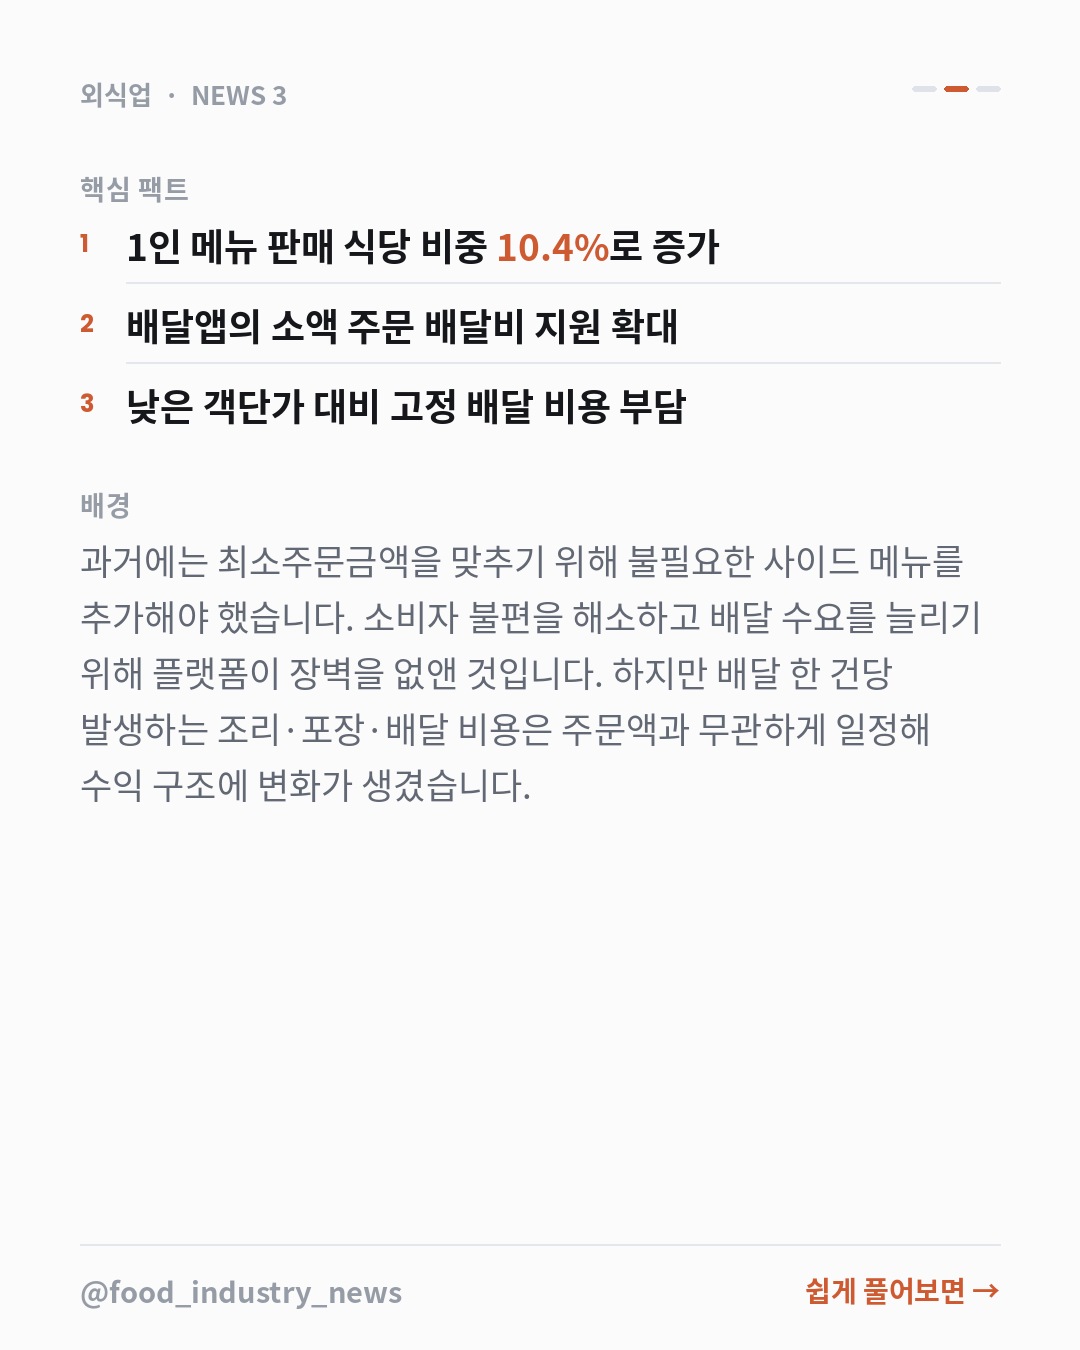 외식업 · NEWS 3
핵심 팩트
1 1인 메뉴 판매 식당 비중 10.4%로 증가
2 배달앱의 소액 주문 배달비 지원 확대
3 낮은 객단가 대비 고정 배달 비용 부담
배경
과거에는 최소주문금액을 맞추기 위해 불필요한 사이드 메뉴를
추가해야 했습니다. 소비자 불편을 해소하고 배달 수요를 늘리기
위해 플랫폼이 장벽을 없앤 것입니다. 하지만 배달 한 건당
발생하는 조리·포장·배달 비용은 주문액과 무관하게 일정해
수익 구조에 변화가 생겼습니다.
@food_industry_news
쉽게 풀어보면 →